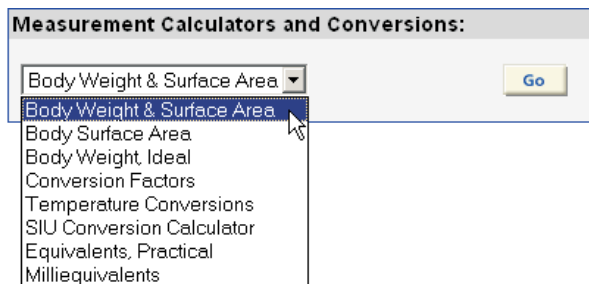 Measurement Calculators and Conversions:
Body Weight & Surface Area
Go
Body Weight & Surface Area
Body Surface Area
Body Weight, Ideal
Conversion Factors
Temperature Conversions
SIU Conversion Calculator
Equivalents, Practical
Milliequivalents